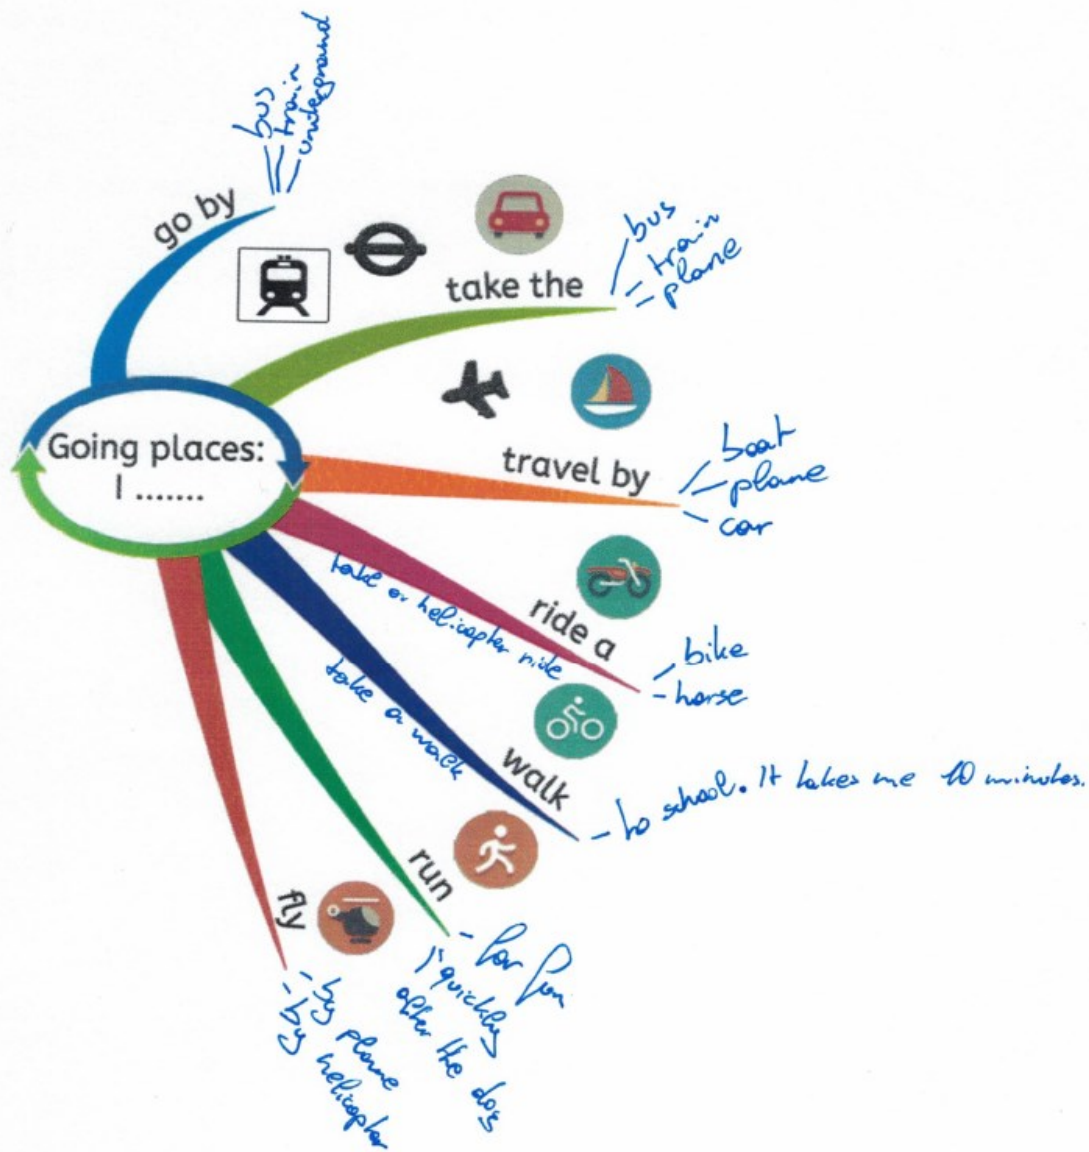 bus
train
underground
go by
take the
bus
train
plane
Going places:
I .......
travel by
boat
plane
car
take a helicopter ride
ride a
bike
horse
take a walk
walk
- to school. It takes me 10 minutes.
run
- for fun
quickly
after the dog
fly
- by plane
- by helicopter